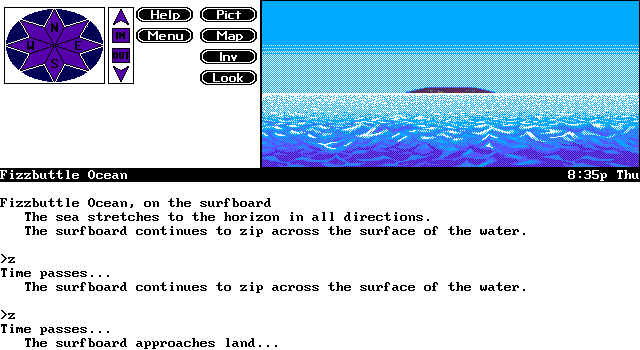 N
W E
S
IN
OUT
Help
Menu
Pict
Map
Inv
Look
Fizzbuttle Ocean 8:35p Thu
Fizzbuttle Ocean, on the surfboard
The sea stretches to the horizon in all directions.
The surfboard continues to zip across the surface of the water.
>z
Time passes...
The surfboard continues to zip across the surface of the water.
>z
Time passes...
The surfboard approaches land...